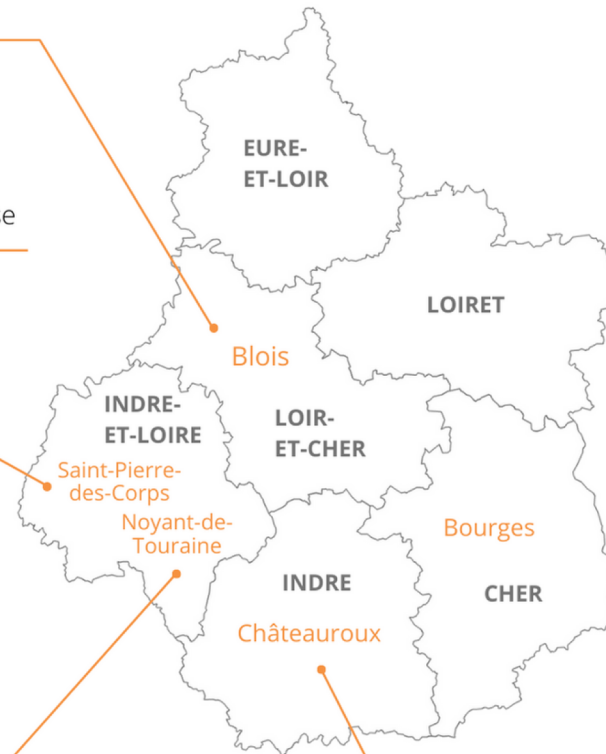 EURE-
ET-LOIR
LOIRET
Blois
INDRE-
ET-LOIRE
LOIR-
ET-CHER
Saint-Pierre-
des-Corps
Noyant-de-
Touraine
Bourges
INDRE
CHER
Châteauroux